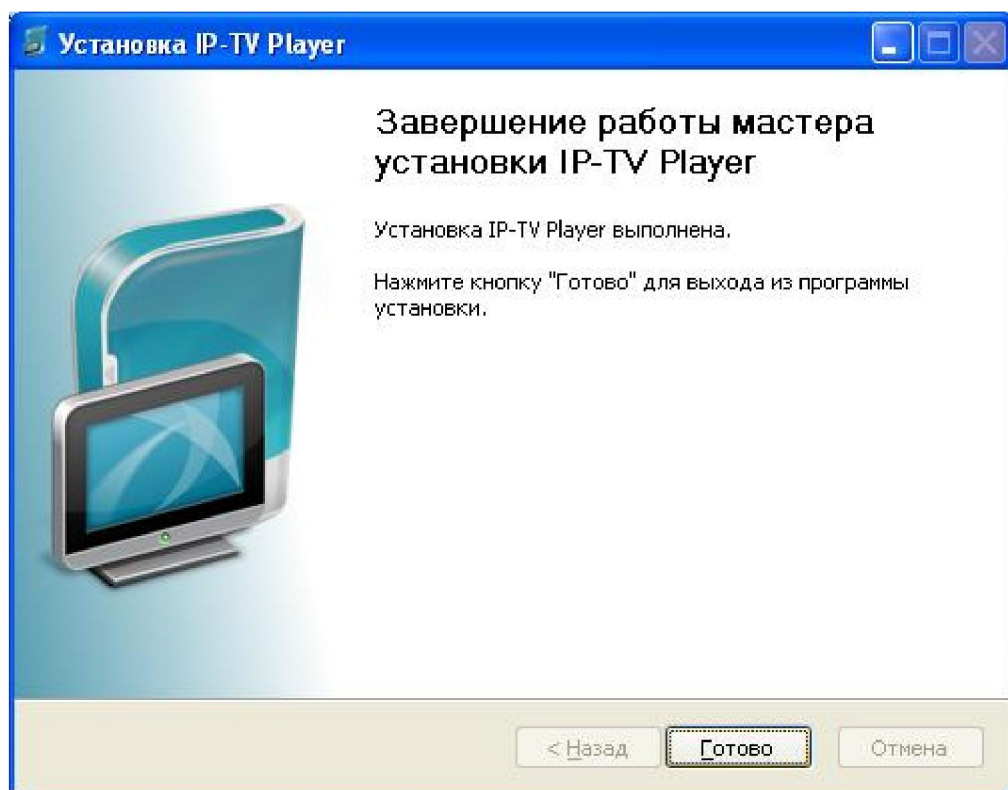 Установка IP-TV Player
Завершение работы мастера
установки IP-TV Player
Установка IP-TV Player выполнена.
Нажмите кнопку "Готово" для выхода из программы
установки.
< Назад
Готово
Отмена